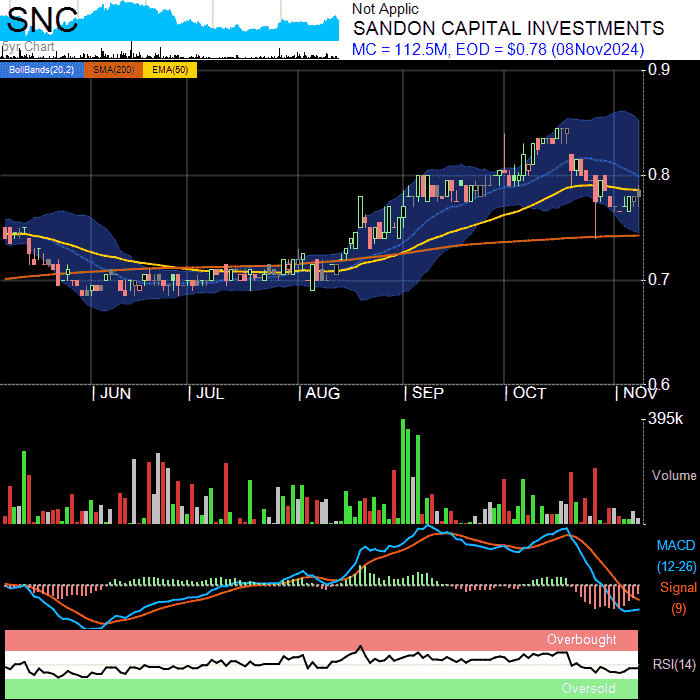 SNC
5yr Chart
Not Applic
SANDON CAPITAL INVESTMENTS
MC = 112.5M, EOD = $0.78 (08Nov2024)
BollBands(20,2) SMA(200) EMA(50)
0.9
0.8
0.7
0.6
JUN JUL AUG SEP OCT NOV
395k
Volume
MACD
(12-26)
Signal
(9)
Overbought
RSI(14)
Oversold